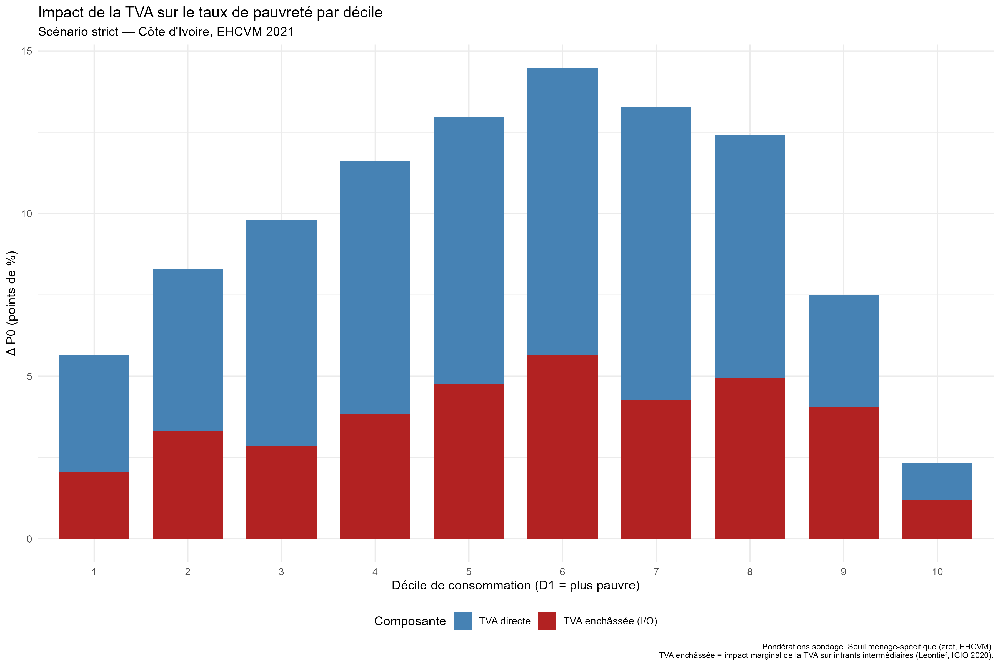 Impact de la TVA sur le taux de pauvreté par décile
Scénario strict — Côte d'Ivoire, EHCVM 2021
Δ P0 (points de %)
15
10
5
0
1 2 3 4 5 6 7 8 9 10
Décile de consommation (D1 = plus pauvre)
Composante TVA directe TVA enchâssée (I/O)
Pondérations sondage. Seuil ménage-spécifique (zref, EHCVM).
TVA enchâssée = impact marginal de la TVA sur intrants intermédiaires (Leontief, ICIO 2020).